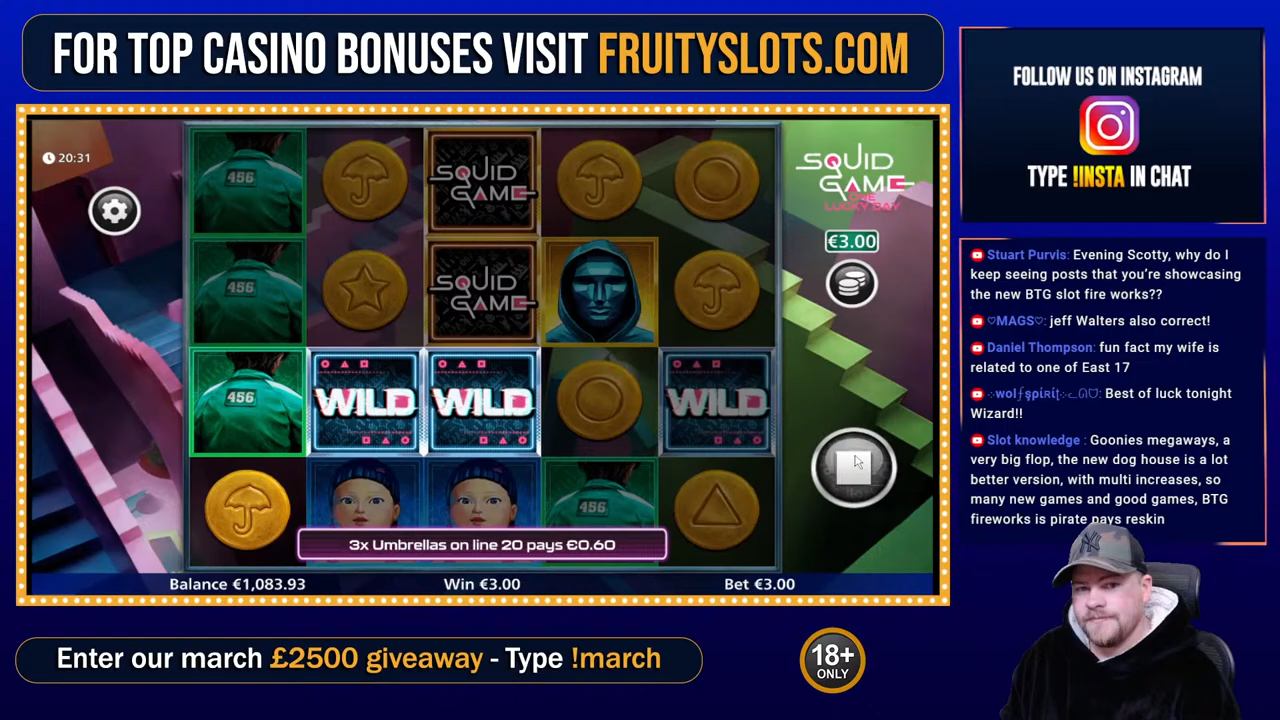 FOR TOP CASINO BONUSES VISIT FRUITYSLOTS.COM
FOLLOW US ON INSTAGRAM
TYPE !INSTA IN CHAT
20:31
456
SQUID
GAME
SQUID
GAME
ONE
LUCKY DAY
€3.00
456
SQUID
GAME
456
WILD
WILD
WILD
456
3x Umbrellas on line 20 pays €0.60
Balance €1,083.93
Win €3.00
Bet €3.00
Stuart Purvis: Evening Scotty, why do I
keep seeing posts that you're showcasing
the new BTG slot fire works??
♡MAGS♡: jeff Walters also correct!
Daniel Thompson: fun fact my wife is
related to one of East 17
Best of luck tonight
Wizard!!
Slot knowledge : Goonies megaways, a
very big flop, the new dog house is a lot
better version, with multi increases, so
many new games and good games, BTG
fireworks is pirate pays reskin
NY
Enter our march £2500 giveaway - Type !march
18+
ONLY